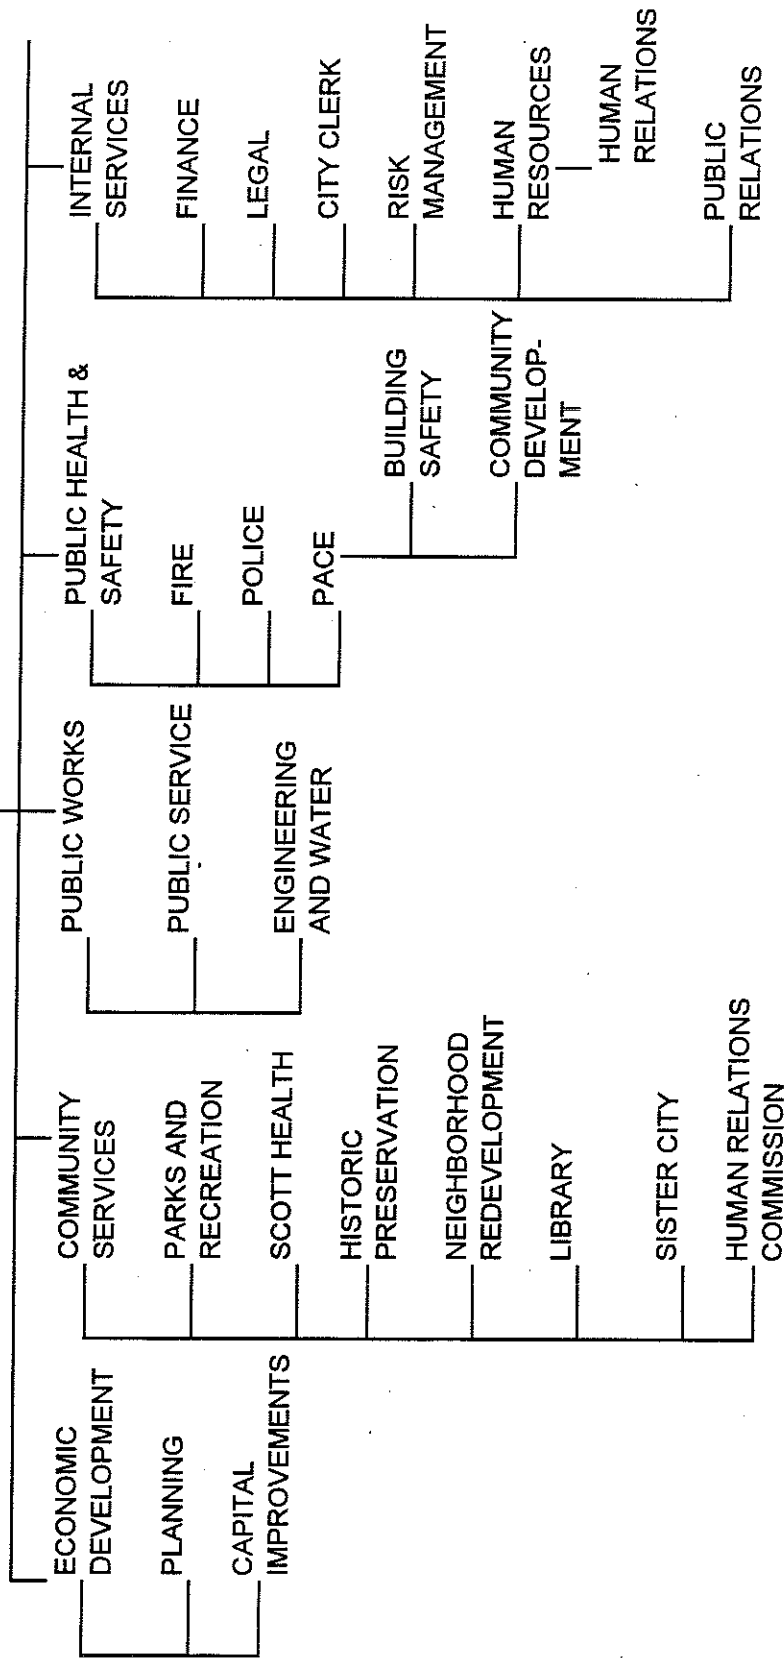 ECONOMIC
DEVELOPMENT
PLANNING
CAPITAL
IMPROVEMENTS
COMMUNITY
SERVICES
PARKS AND
RECREATION
SCOTT HEALTH
HISTORIC
PRESERVATION
NEIGHBORHOOD
REDEVELOPMENT
LIBRARY
SISTER CITY
HUMAN RELATIONS
COMMISSION
PUBLIC WORKS
PUBLIC SERVICE
ENGINEERING
AND WATER
PUBLIC HEALTH &
SAFETY
FIRE
POLICE
PACE
BUILDING
SAFETY
COMMUNITY
DEVELOP-
MENT
INTERNAL
SERVICES
FINANCE
LEGAL
CITY CLERK
RISK
MANAGEMENT
HUMAN
RESOURCES
HUMAN
RELATIONS
PUBLIC
RELATIONS